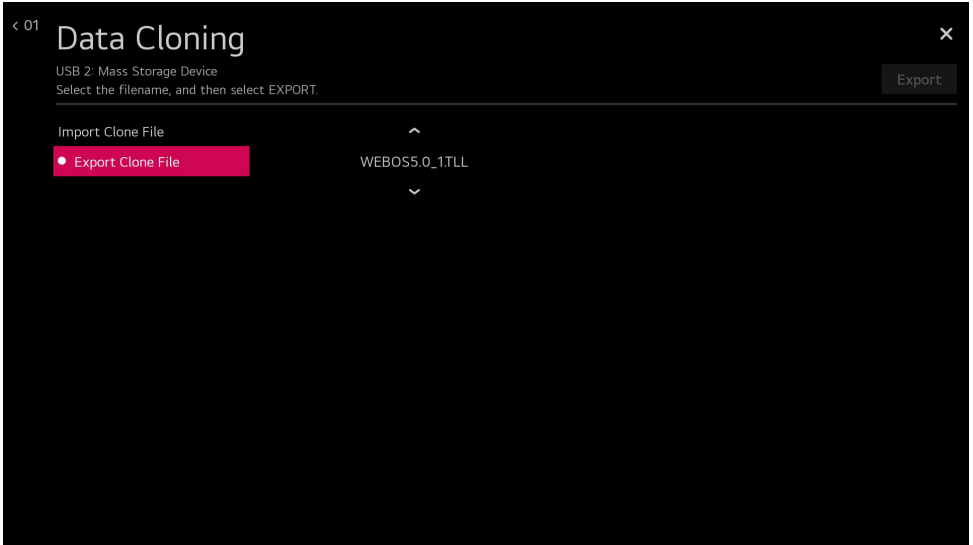 < 01
Data Cloning
USB 2: Mass Storage Device
Select the filename, and then select EXPORT.
Export
Import Clone File
Export Clone File
WEBOS5.0_1.TLL